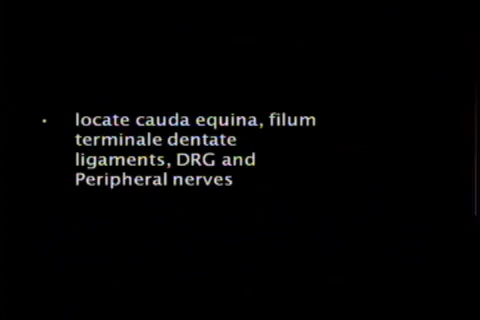 • locate cauda equina, filum
terminale dentate
ligaments, DRG and
Peripheral nerves